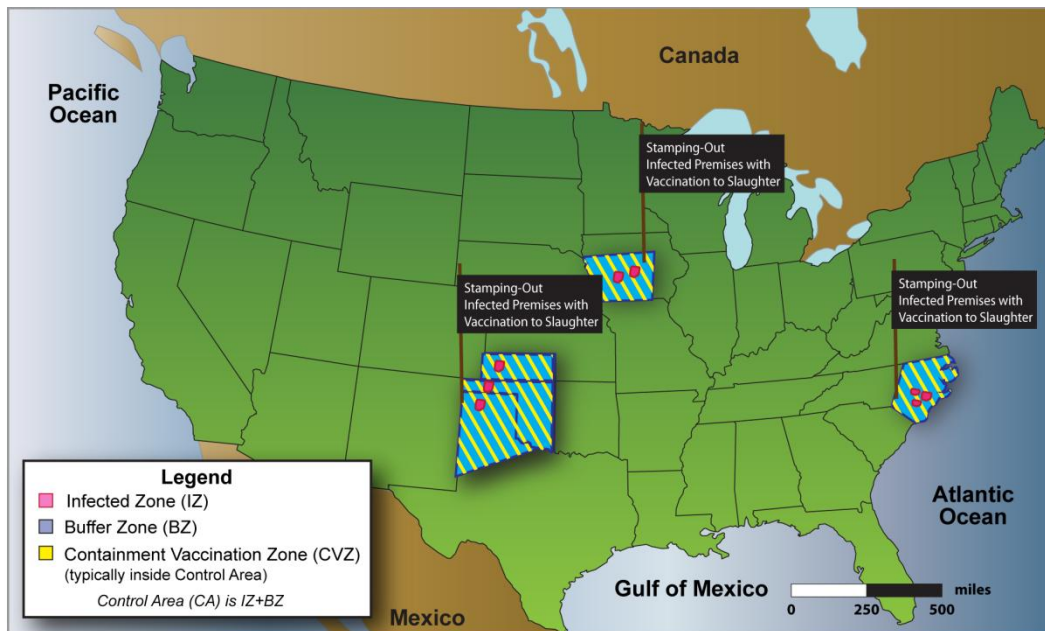 Canada
Pacific
Ocean
Stamping-Out
Infected Premises with
Vaccination to Slaughter
Stamping-Out
Infected Premises with
Vaccination to Slaughter
Stamping-Out
Infected Premises with
Vaccination to Slaughter
Legend
Infected Zone (IZ)
Buffer Zone (BZ)
Containment Vaccination Zone (CVZ)
(typically inside Control Area)
Control Area (CA) is IZ+BZ
Atlantic
Ocean
Gulf of Mexico
miles
0 250 500
Mexico